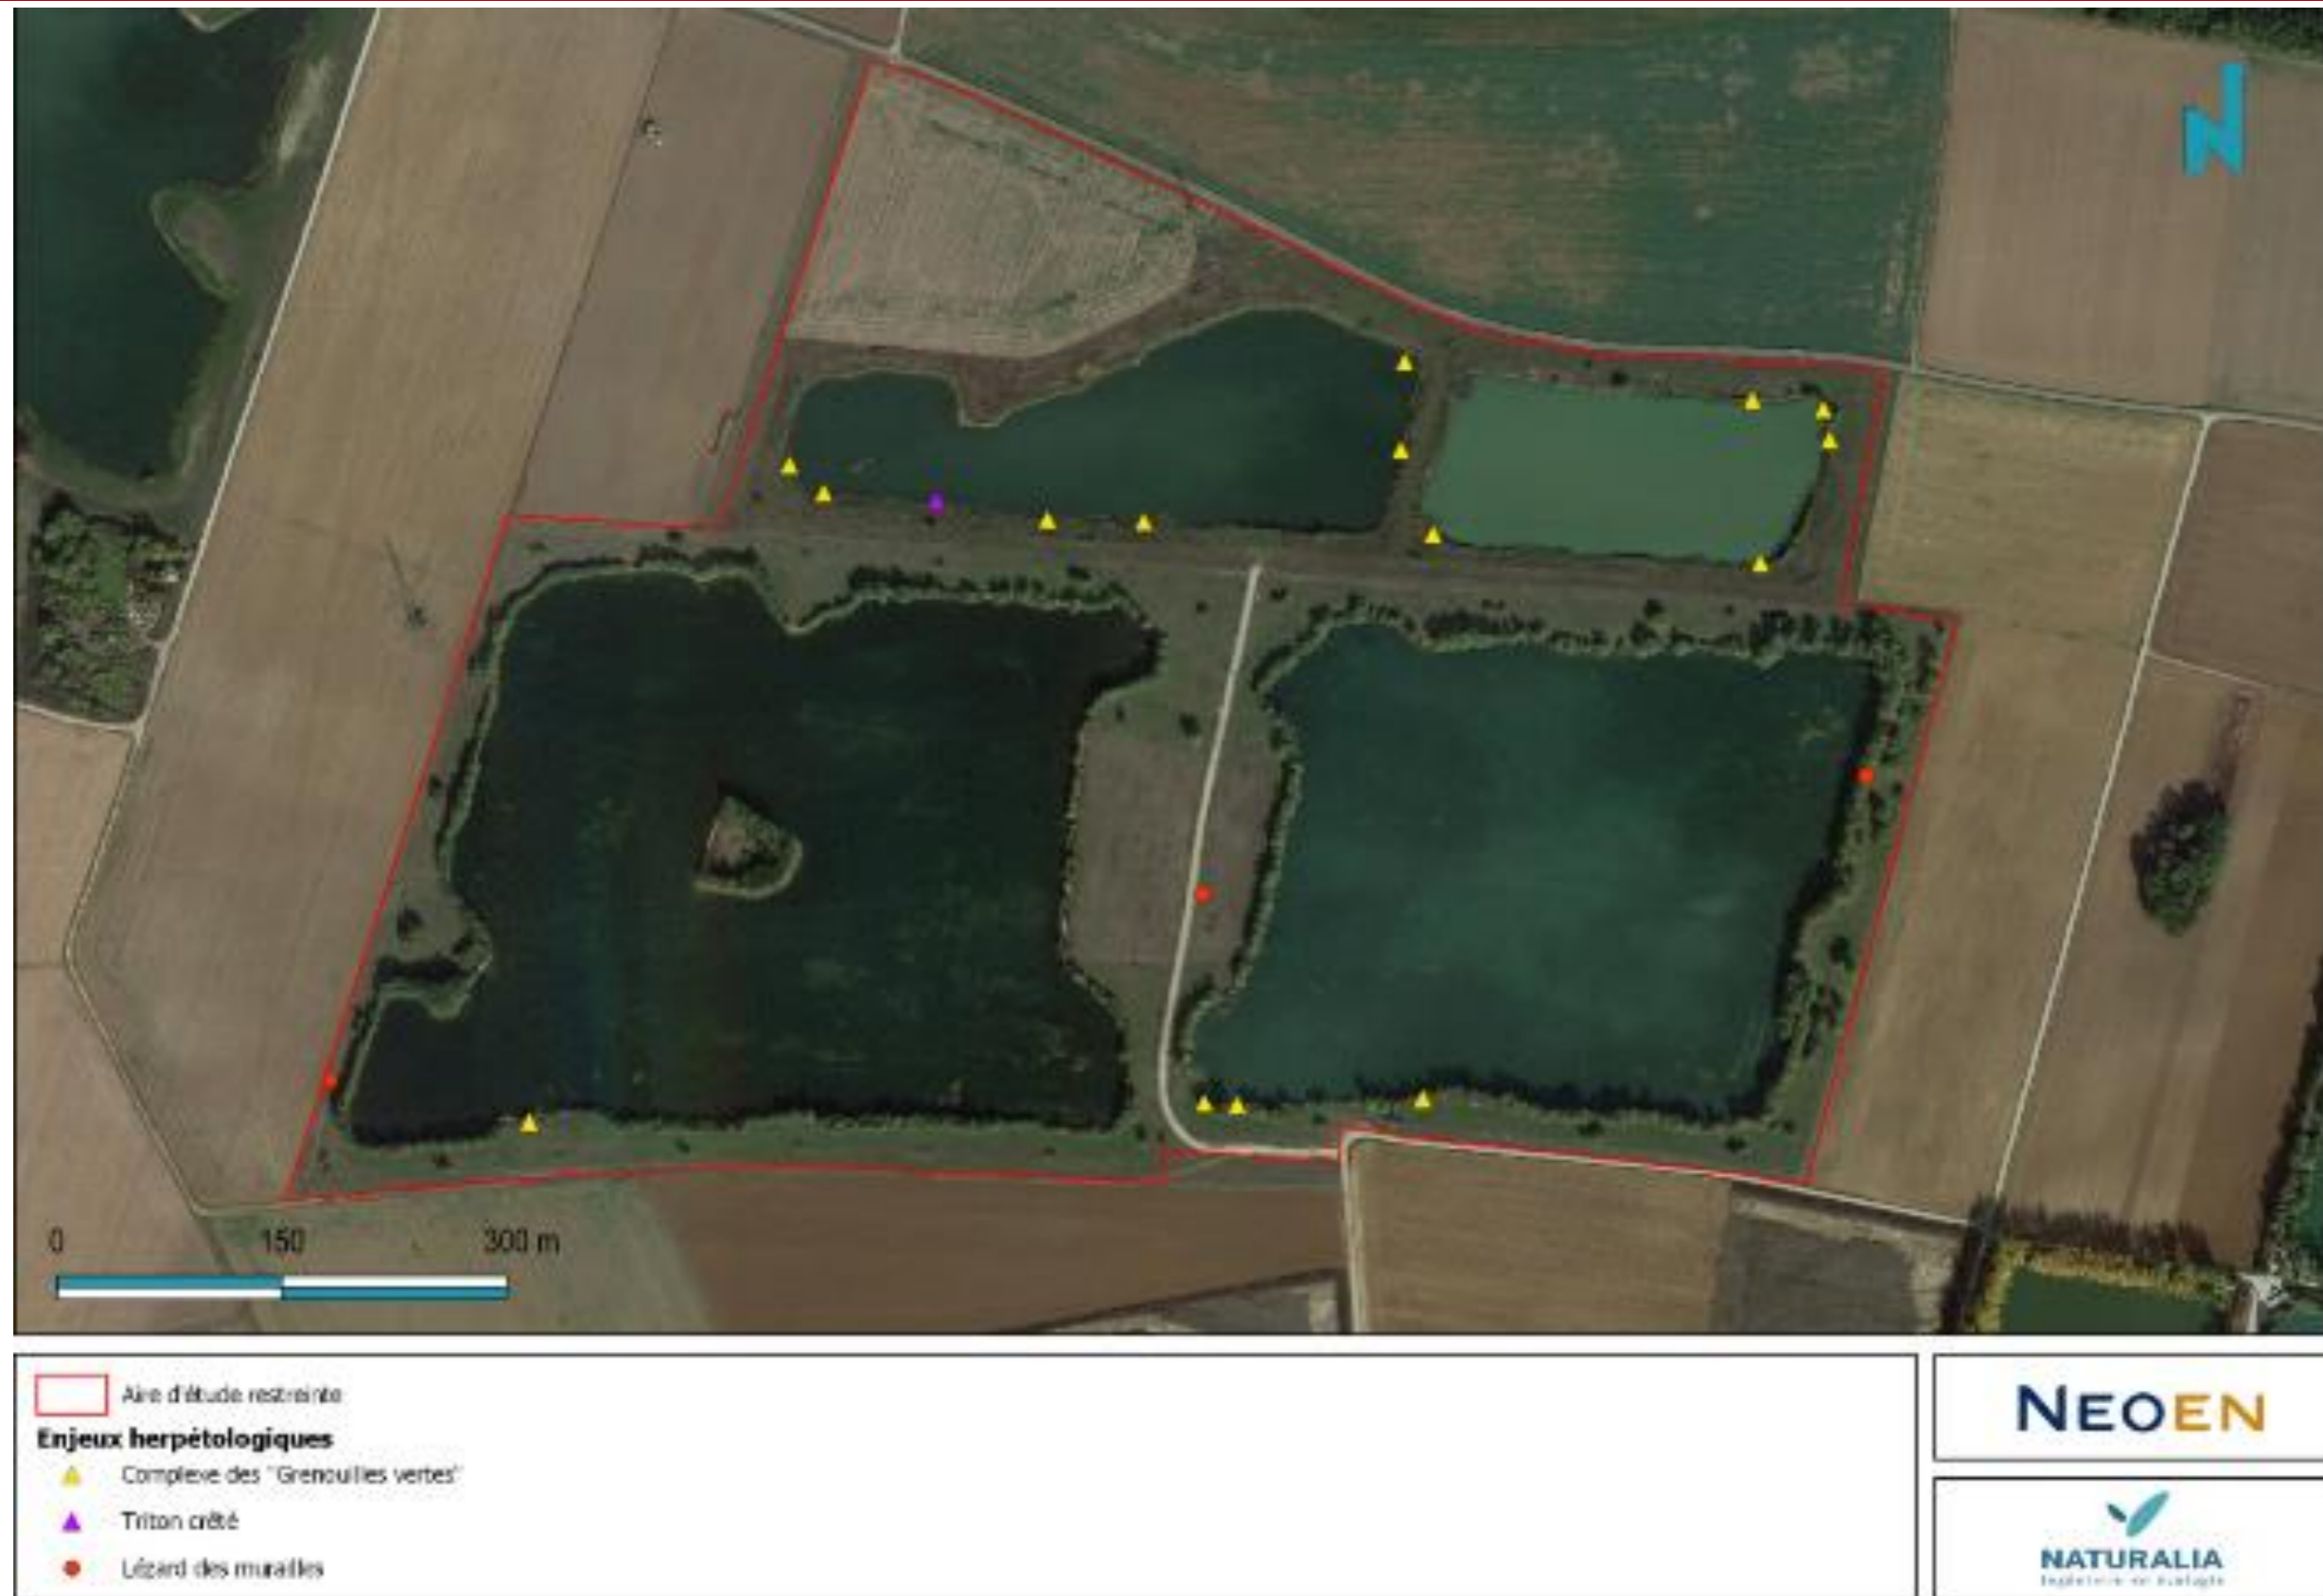 0 150 300 m
Aire d'étude restreinte
Enjeux herpétologiques
Complexe des "Grenouilles vertes"
Triton crêté
Lézard des murailles
NEOEN
NATURALIA